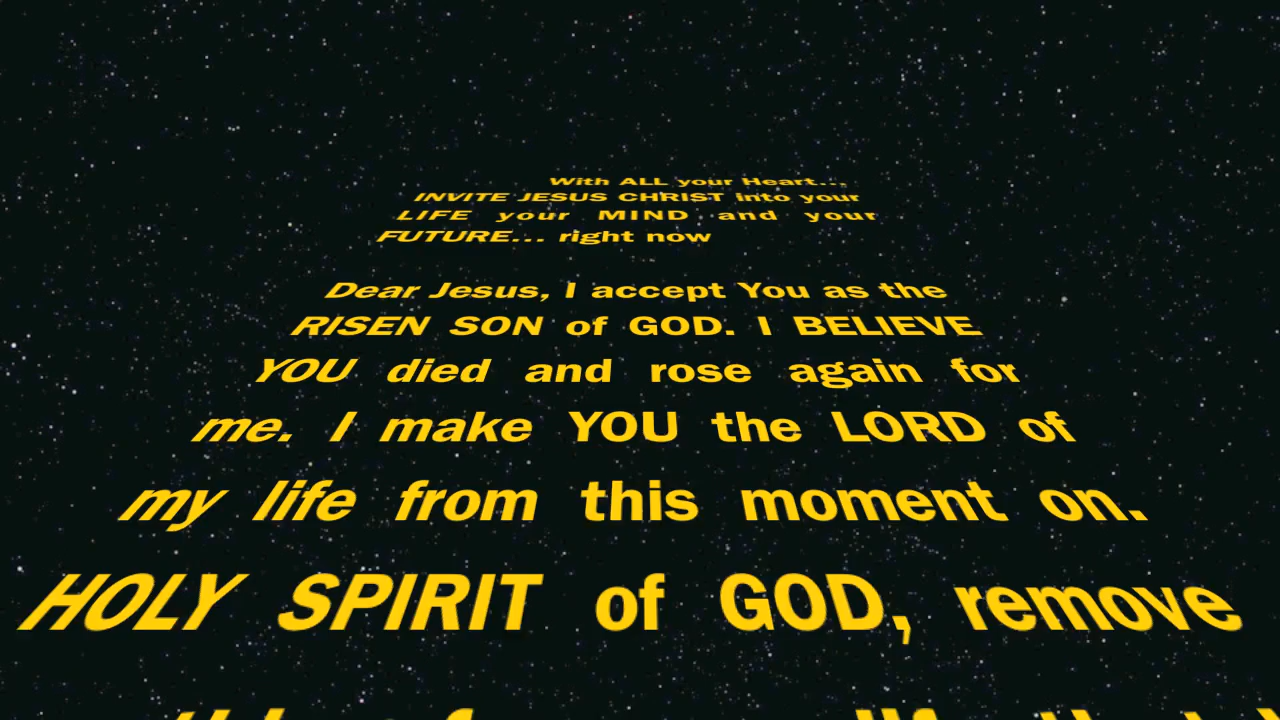 With ALL your Heart...
INVITE JESUS CHRIST into your
LIFE your MIND and your
FUTURE... right now
Dear Jesus, I accept You as the
RISEN SON of GOD. I BELIEVE
YOU died and rose again for
me. I make YOU the LORD of
my life from this moment on.
HOLY SPIRIT of GOD, remove